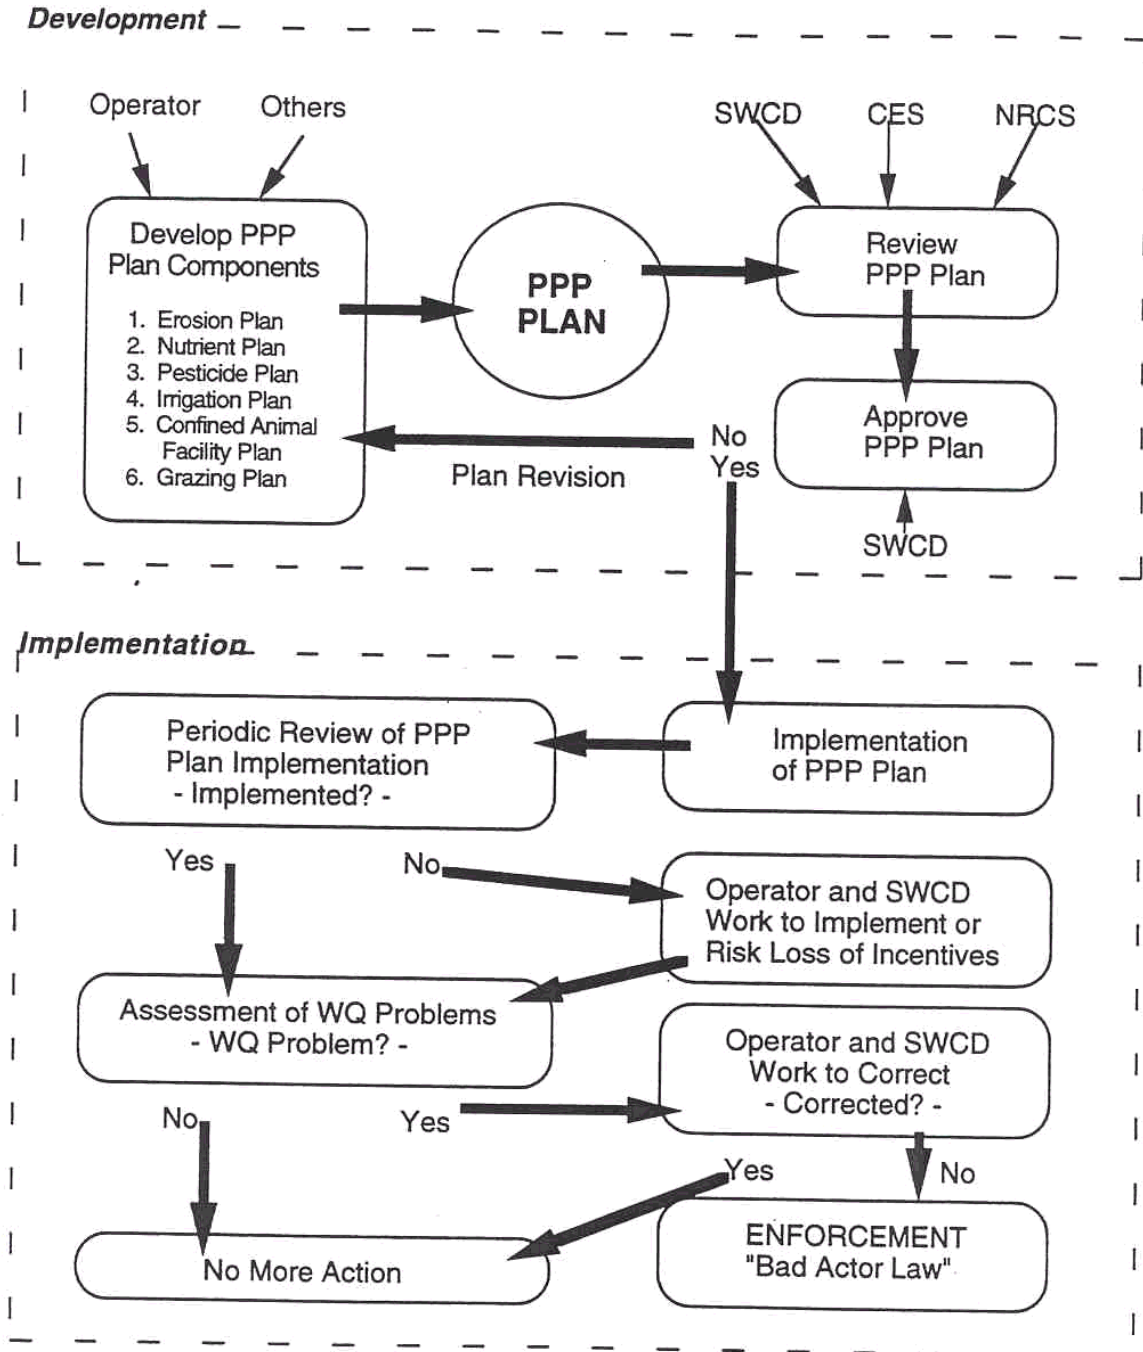 Development
Operator
Others
SWCD
CES
NRCS
Develop PPP
Plan Components
1. Erosion Plan
2. Nutrient Plan
3. Pesticide Plan
4. Irrigation Plan
5. Confined Animal
Facility Plan
6. Grazing Plan
PPP
PLAN
Review
PPP Plan
Approve
PPP Plan
No
Yes
Plan Revision
SWCD
Implementation
Periodic Review of PPP
Plan Implementation
- Implemented? -
Implementation
of PPP Plan
Yes
No
Operator and SWCD
Work to Implement or
Risk Loss of Incentives
Assessment of WQ Problems
- WQ Problem? -
Operator and SWCD
Work to Correct
- Corrected? -
No
Yes
Yes
No
No More Action
ENFORCEMENT
"Bad Actor Law"